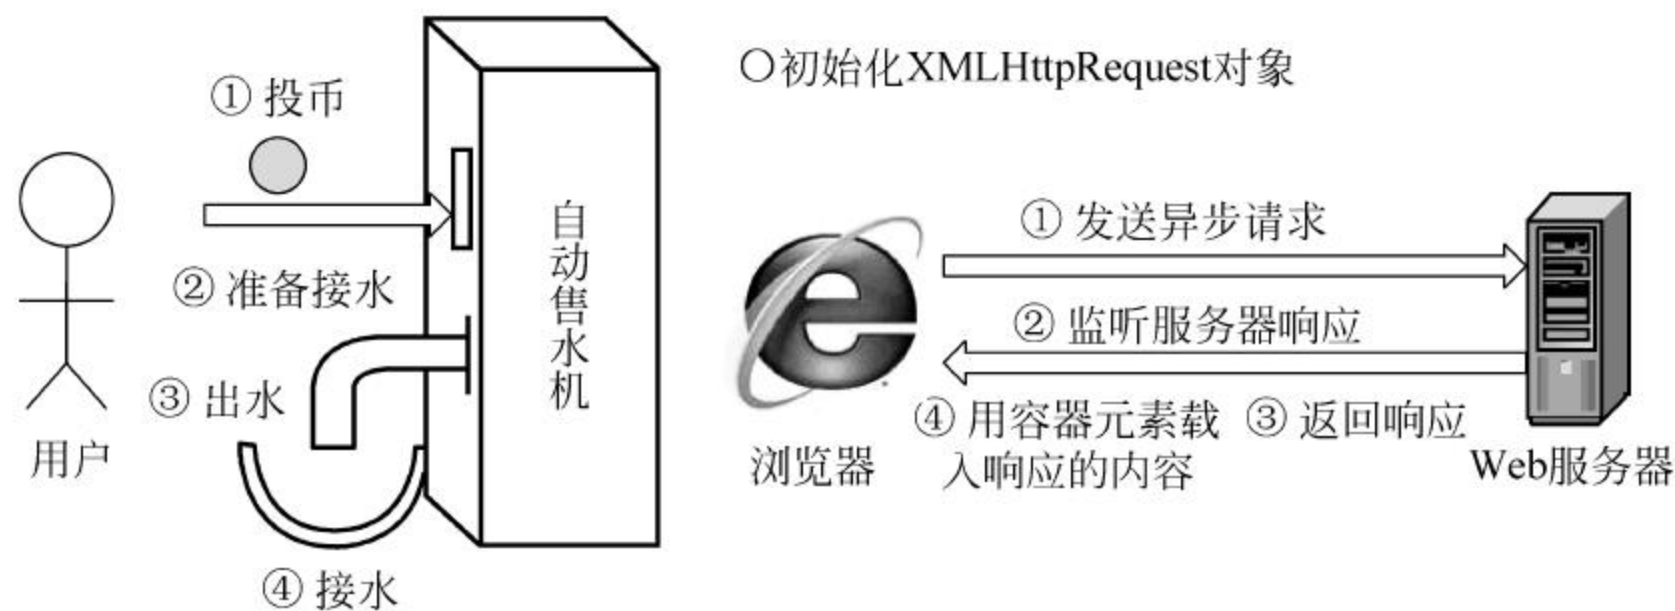 ① 投币
② 准备接水
③ 出水
用户
④ 接水
自动售水机
〇初始化XMLHttpRequest对象
① 发送异步请求
② 监听服务器响应
④ 用容器元素载
入响应的内容
③ 返回响应
浏览器
Web服务器